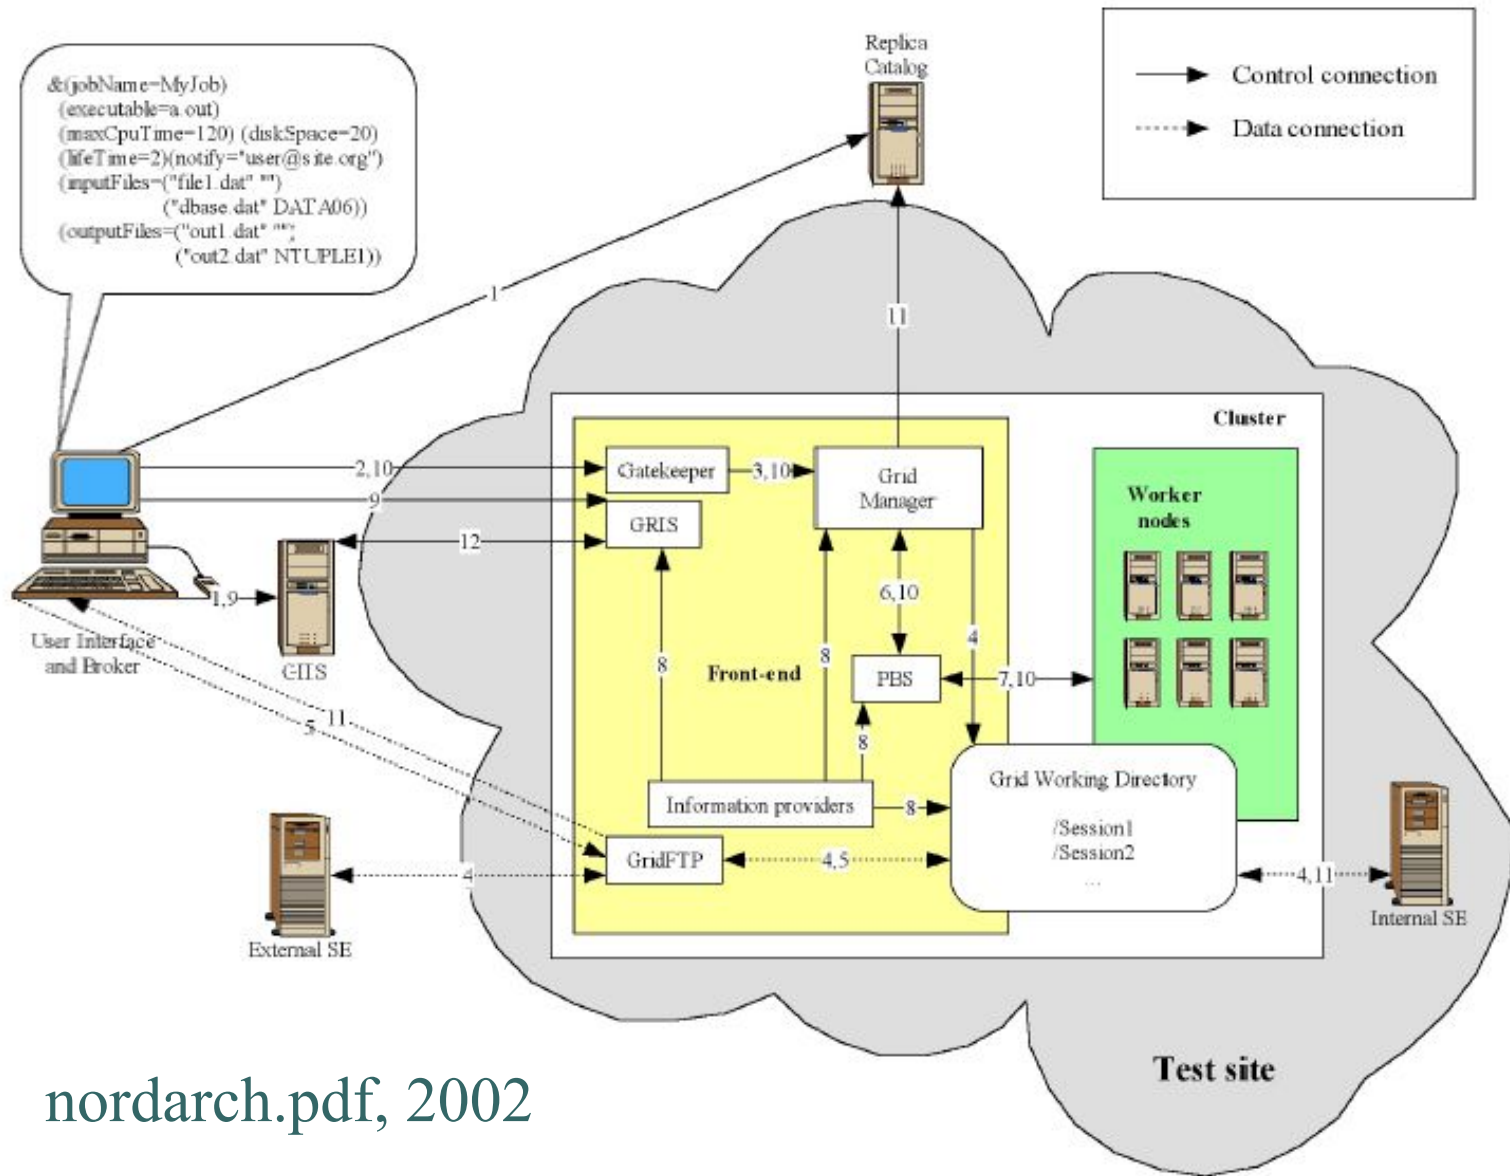 &(jobName=MyJob)
(executable=a.out)
(maxCpuTime=120) (diskSpace=20)
(lifeTime=2)(notify="user@site.org")
(inputFiles=("file1.dat" "")
("dbase.dat" DATA06))
(outputFiles=("out1.dat" "",
("out2.dat" NTUPLE1))
Replica
Catalog
Control connection
Data connection
1
11
Cluster
2,10
Gatekeeper
3,10
Grid
Manager
Worker
nodes
9
GRIS
12
1,9
User Interface
and Broker
GIIS
6,10
4
8
8
Front-end
PBS
7,10
11
5
8
Information providers
8
Grid Working Directory
/Session1
/Session2
...
GridFTP
4,5
4
4,11
External SE
Internal SE
Test site
nordarch.pdf, 2002